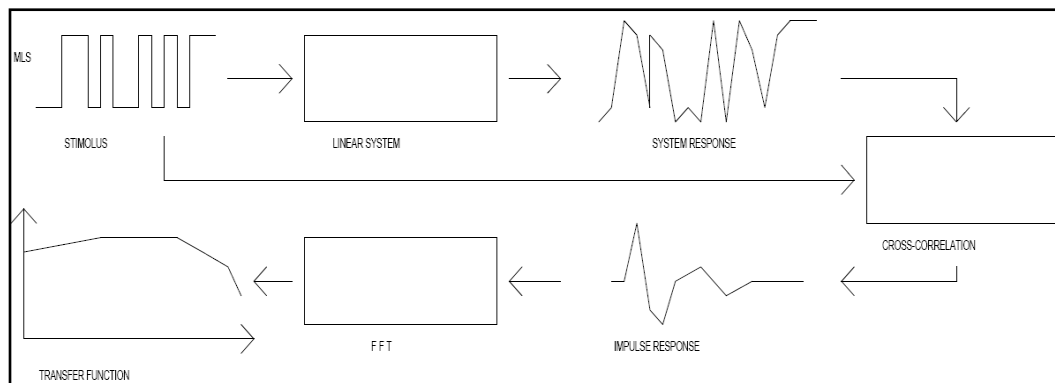 MLS
STIMOLUS
LINEAR SYSTEM
SYSTEM RESPONSE
CROSS-CORRELATION
F F T
IMPULSE RESPONSE
TRANSFER FUNCTION